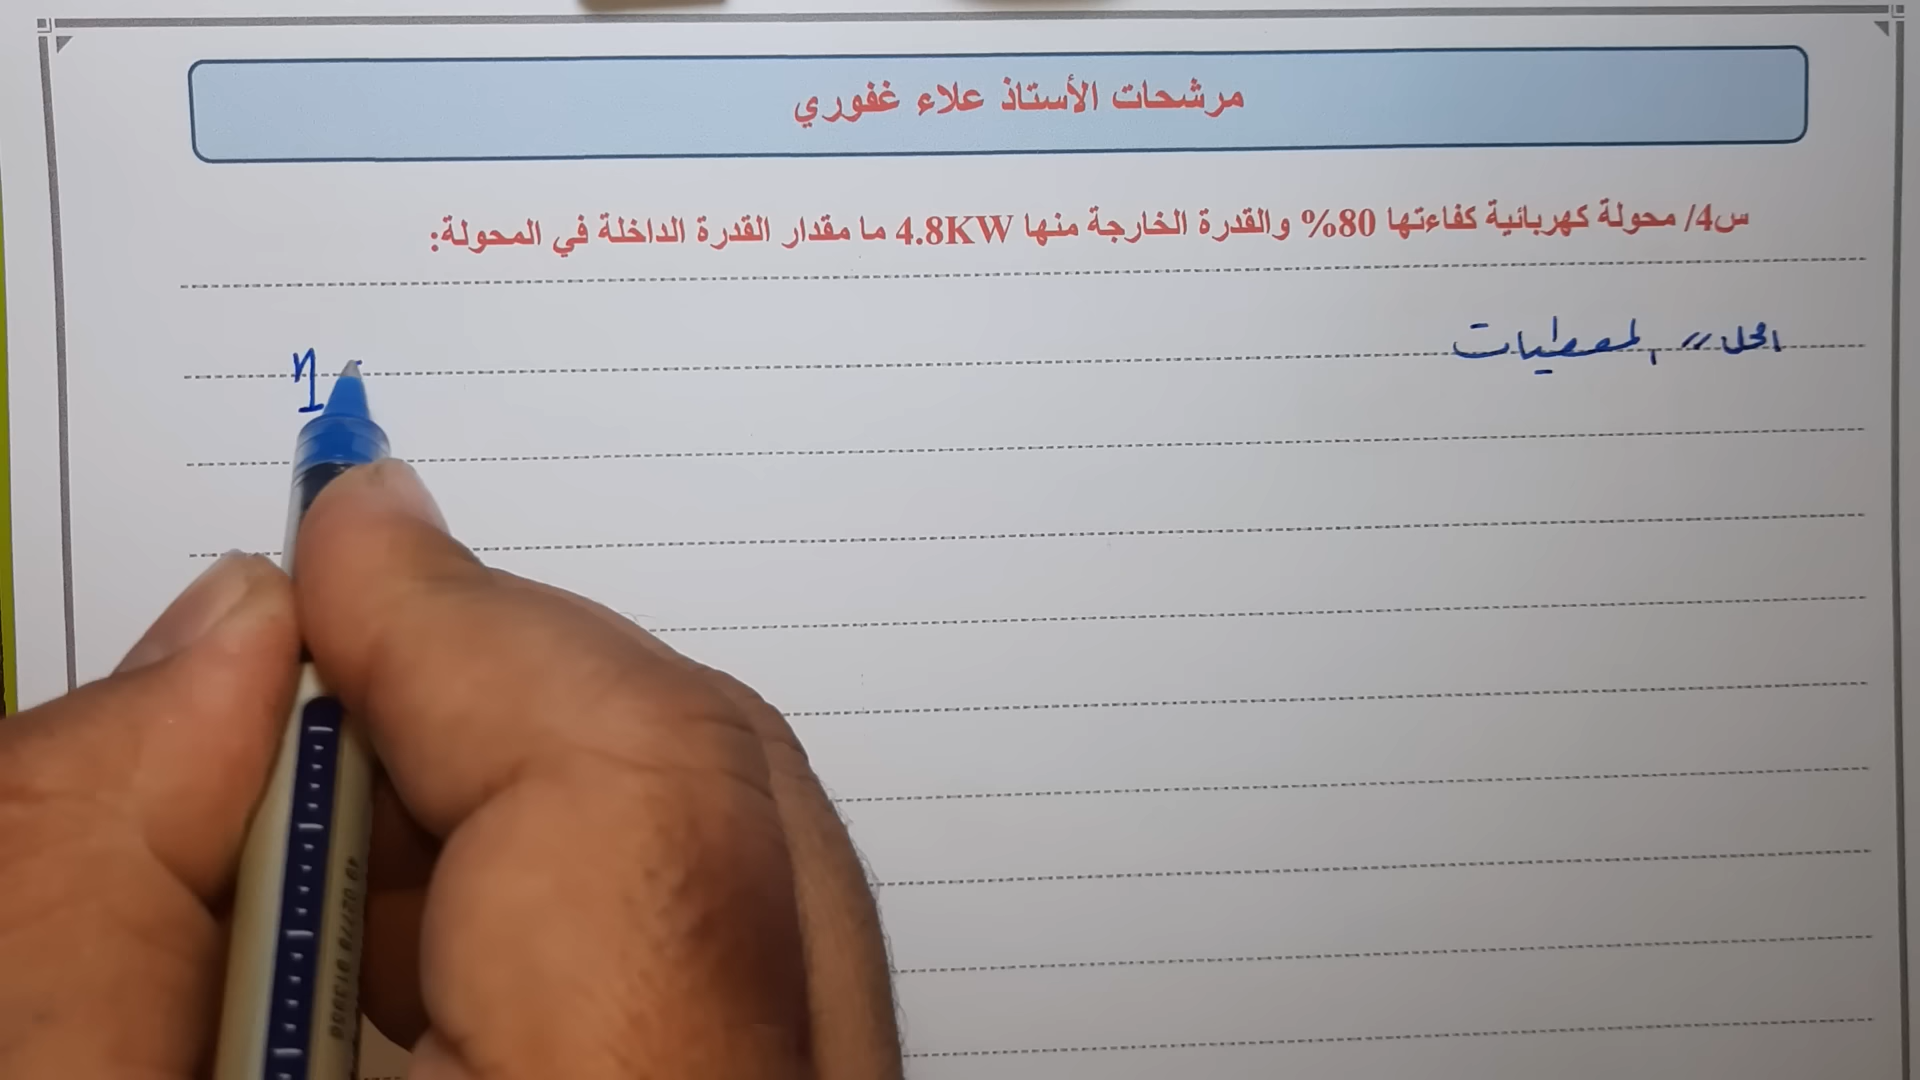 مرشحات الأستاذ علاء غفوري
س4/ محولة كهربائية كفاءتها 80% والقدرة الخارجة منها 4.8KW ما مقدار القدرة الداخلة في المحولة:
الحل // المعطيات
η